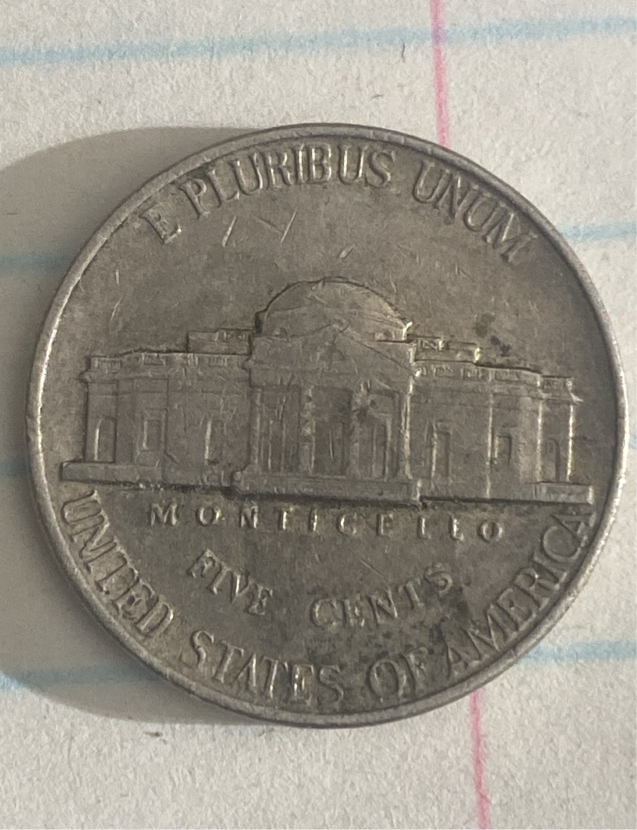 E PLURIBUS UNUM
MONTICELLO
FIVE CENTS
UNITED STATES OF AMERICA